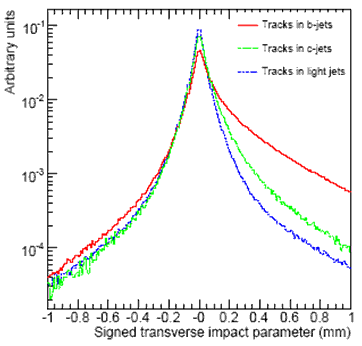 Arbitrary units
10-1
10-2
10-3
10-4
Tracks in b-jets
Tracks in c-jets
Tracks in light jets
-1 -0.8 -0.6 -0.4 -0.2 -0 0.2 0.4 0.6 0.8 1
Signed transverse impact parameter (mm)